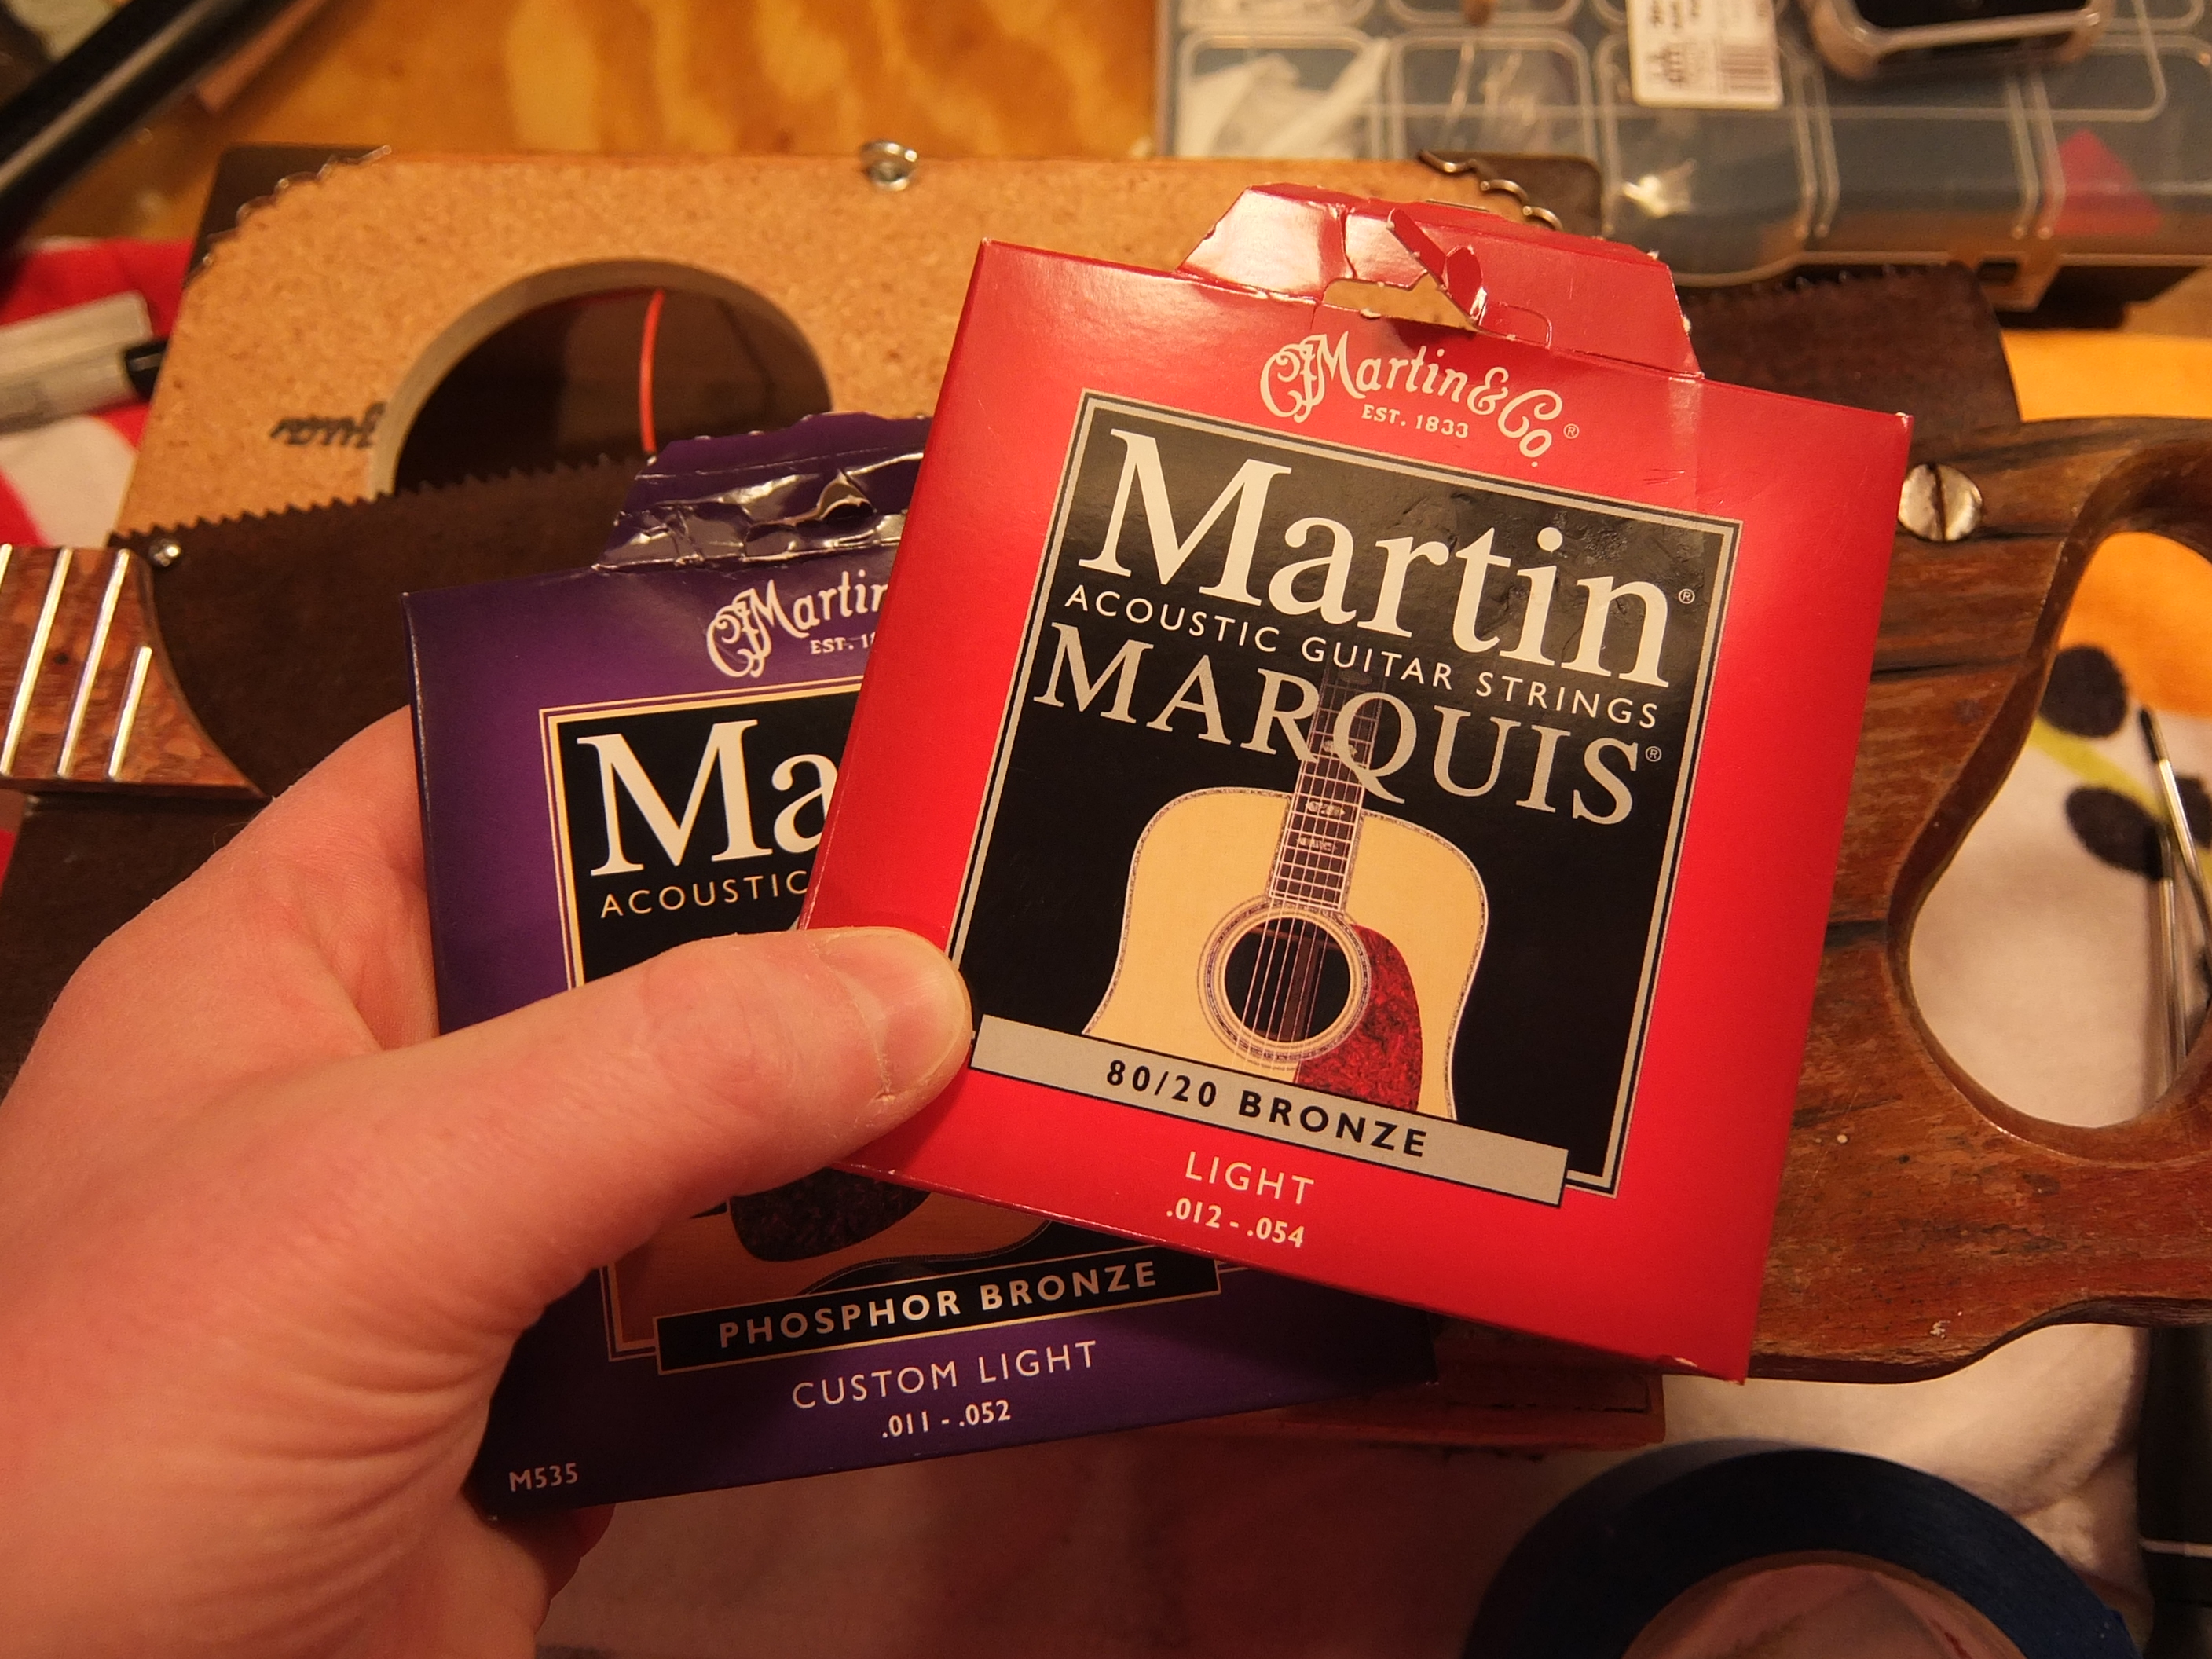 Martin & Co.®
EST. 1833
Martin®
ACOUSTIC GUITAR STRINGS
MARQUIS®
80/20 BRONZE
LIGHT
.012 - .054
Martin
EST. 18
Ma
ACOUSTIC
PHOSPHOR BRONZE
CUSTOM LIGHT
.011 - .052
M535